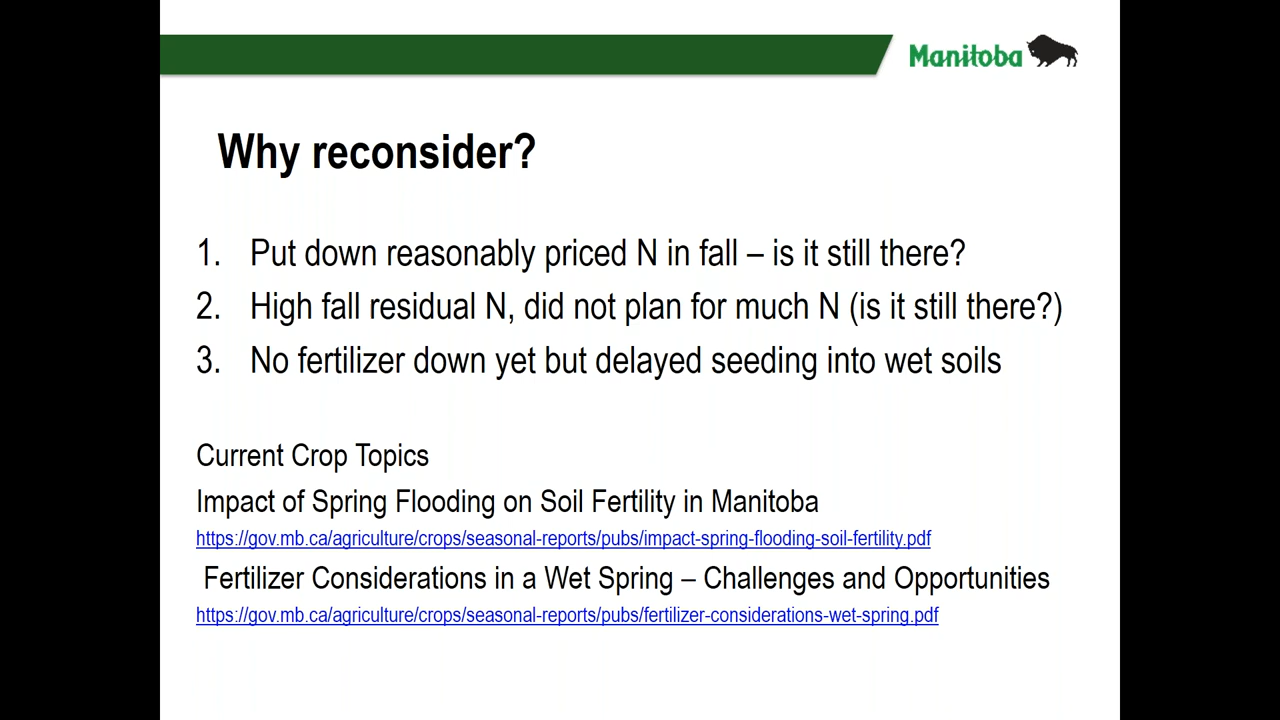 Manitoba
Why reconsider?
1. Put down reasonably priced N in fall – is it still there?
2. High fall residual N, did not plan for much N (is it still there?)
3. No fertilizer down yet but delayed seeding into wet soils
Current Crop Topics
Impact of Spring Flooding on Soil Fertility in Manitoba
https://gov.mb.ca/agriculture/crops/seasonal-reports/pubs/impact-spring-flooding-soil-fertility.pdf
Fertilizer Considerations in a Wet Spring – Challenges and Opportunities
https://gov.mb.ca/agriculture/crops/seasonal-reports/pubs/fertilizer-considerations-wet-spring.pdf